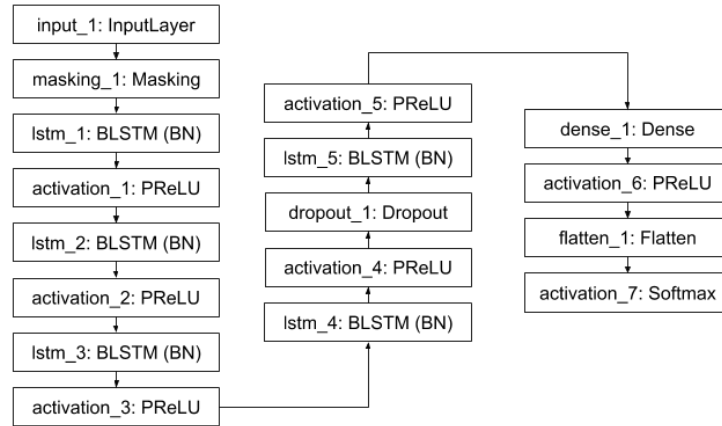 input_1: InputLayer
masking_1: Masking
lstm_1: BLSTM (BN)
activation_1: PReLU
lstm_2: BLSTM (BN)
activation_2: PReLU
lstm_3: BLSTM (BN)
activation_3: PReLU
lstm_4: BLSTM (BN)
activation_4: PReLU
dropout_1: Dropout
lstm_5: BLSTM (BN)
activation_5: PReLU
dense_1: Dense
activation_6: PReLU
flatten_1: Flatten
activation_7: Softmax